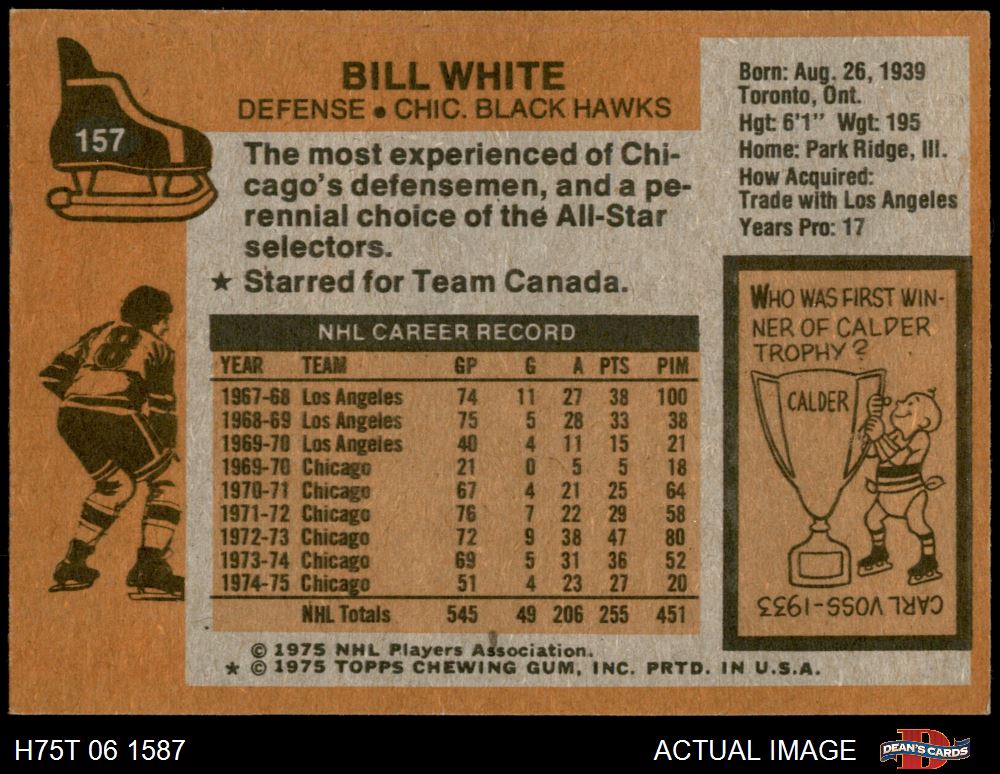 157
BILL WHITE
DEFENSE • CHIC. BLACK HAWKS
The most experienced of Chi-
cago's defensemen, and a pe-
rennial choice of the All-Star
selectors.
★ Starred for Team Canada.
Born: Aug. 26, 1939
Toronto, Ont.
Hgt: 6'1" Wgt: 195
Home: Park Ridge, Ill.
How Acquired:
Trade with Los Angeles
Years Pro: 17
8
NHL CAREER RECORD
YEAR TEAM GP G A PTS PIM
1967-68 Los Angeles 74 11 27 38 100
1968-69 Los Angeles 75 5 28 33 38
1969-70 Los Angeles 40 4 11 15 21
1969-70 Chicago 21 0 5 5 18
1970-71 Chicago 67 4 21 25 64
1971-72 Chicago 76 7 22 29 58
1972-73 Chicago 72 9 38 47 80
1973-74 Chicago 69 5 31 36 52
1974-75 Chicago 51 4 23 27 20
NHL Totals 545 49 206 255 451
WHO WAS FIRST WIN-
NER OF CALDER
TROPHY?
CALDER
CARL VOSS-1933
© 1975 NHL Players Association.
★ © 1975 TOPPS CHEWING GUM, INC. PRTD. IN U.S.A.
H75T 06 1587
ACTUAL IMAGE
D
DEAN'S CARDS